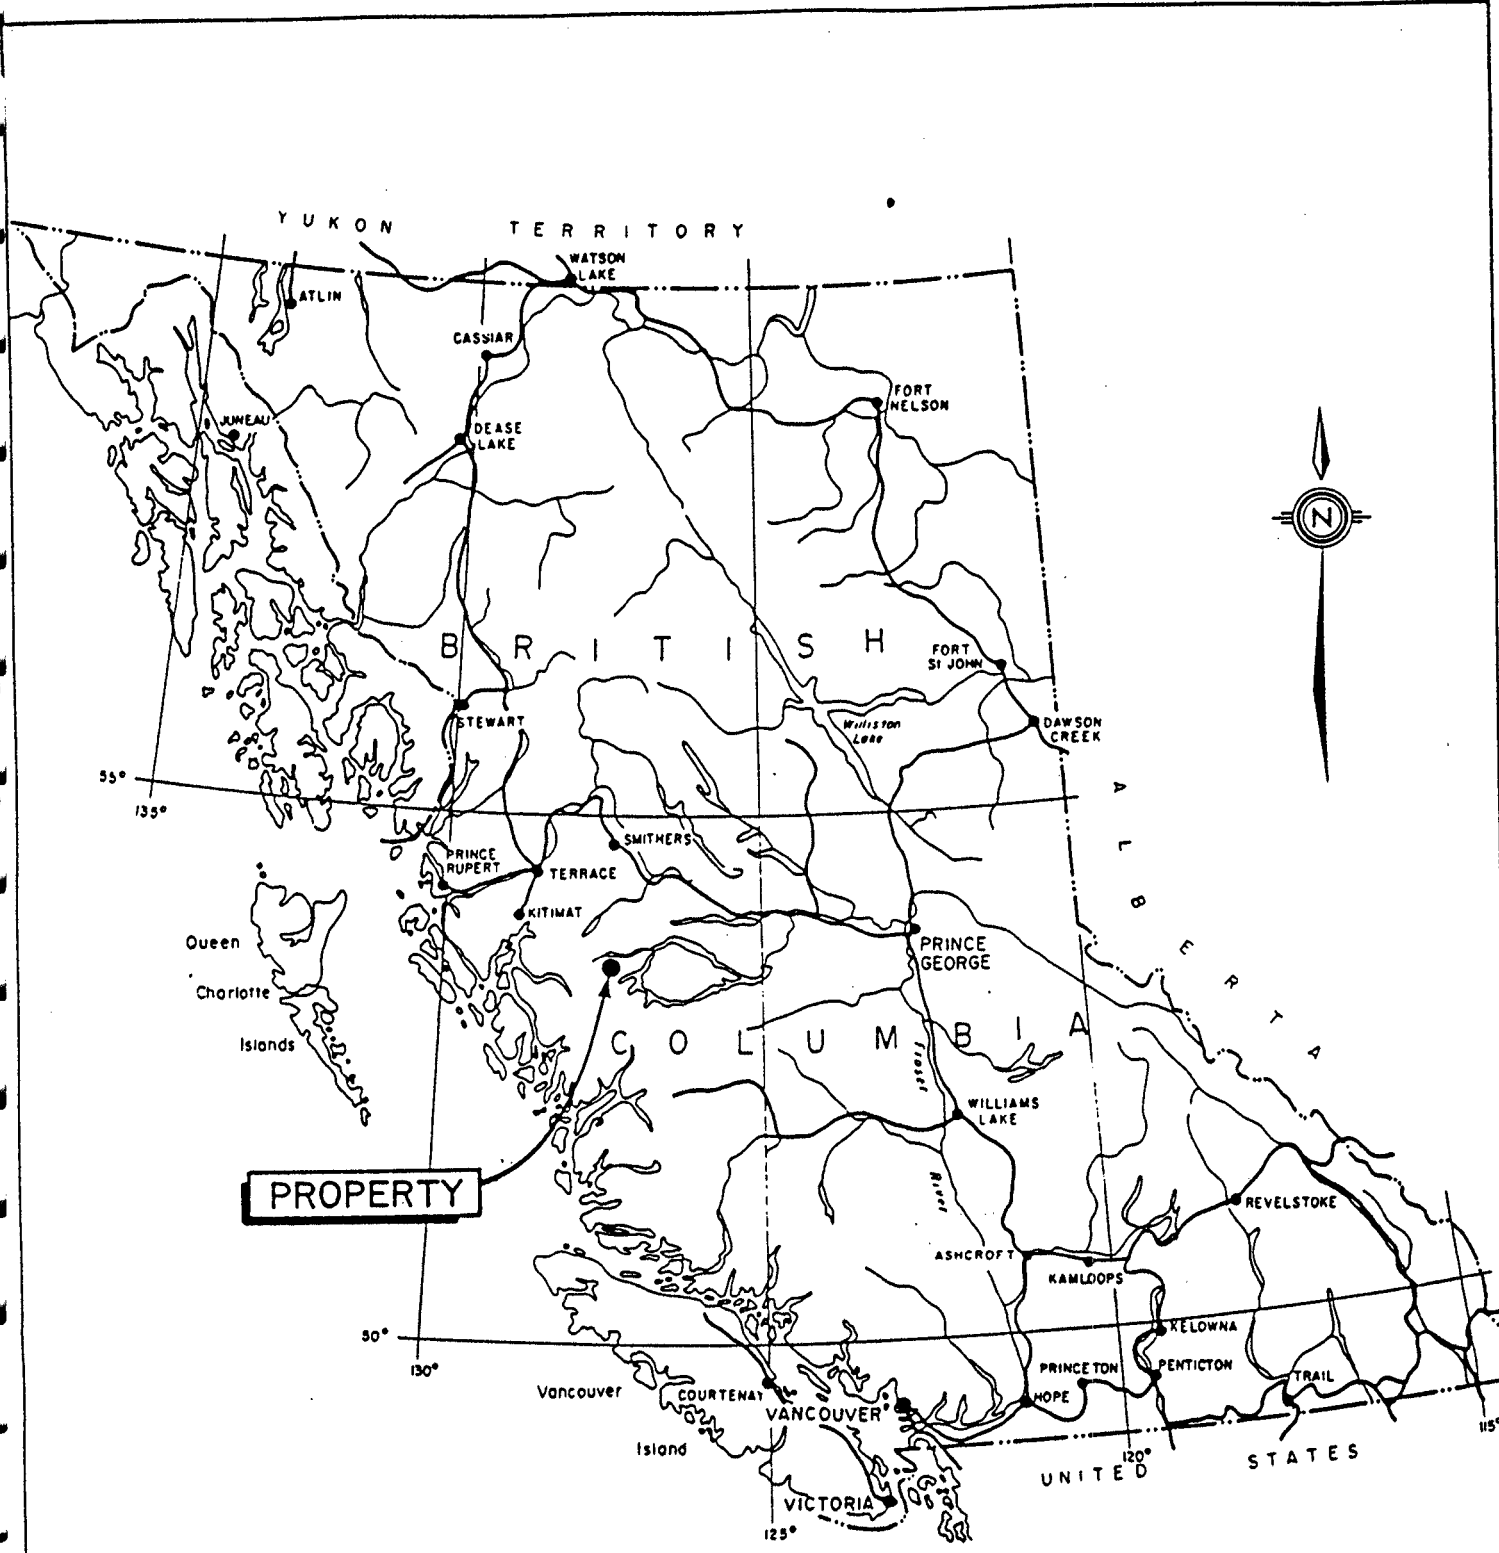 YUKON TERRITORY
WATSON
LAKE
ATLIN
CASSIAR
FORT
NELSON
JUNEAU
DEASE
LAKE
N
BRITISH
FORT
ST JOHN
STEWART
Williston
Lake
DAWSON
CREEK
55°
135°
ALBERTA
SMITHERS
PRINCE
RUPERT
TERRACE
KITIMAT
Queen
Charlotte
Islands
PRINCE
GEORGE
COLUMBIA
Fraser
River
WILLIAMS
LAKE
PROPERTY
REVELSTOKE
ASHCROFT
KAMLOOPS
50°
130°
KELOWNA
PRINCETON
PENTICTON
TRAIL
HOPE
Vancouver
Island
COURTENAY
VANCOUVER
VICTORIA
125°
120°
115°
UNITED STATES